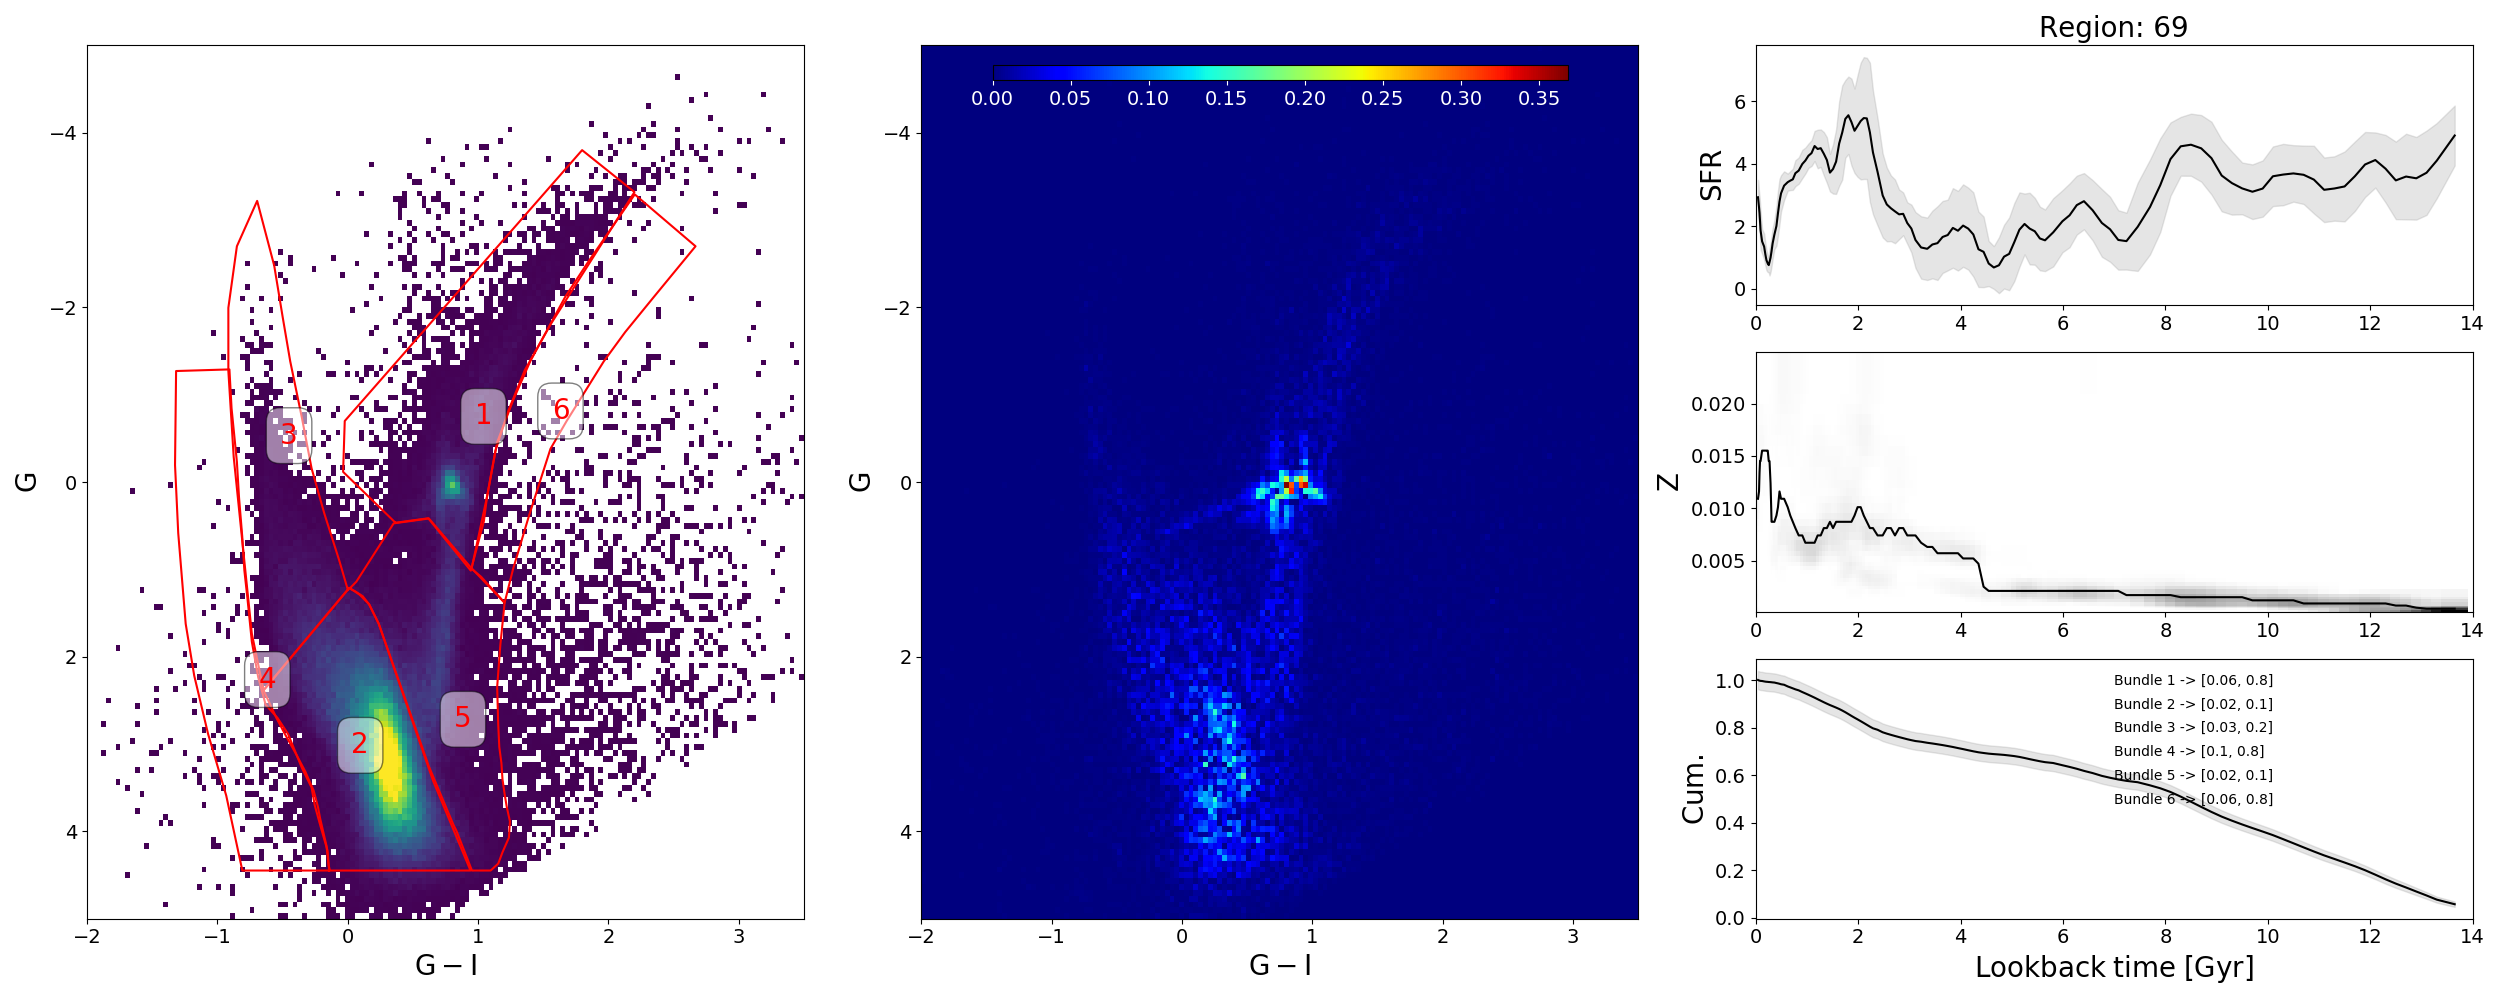 Region: 69
−4
−2
0
2
4
G
−2 −1 0 1 2 3
G − I
1
2
3
4
5
6
0.00 0.05 0.10 0.15 0.20 0.25 0.30 0.35
−4
−2
0
2
4
G
−2 −1 0 1 2 3
G − I
6
4
2
0
SFR
0 2 4 6 8 10 12 14
0.020
0.015
0.010
0.005
Z
0 2 4 6 8 10 12 14
1.0
0.8
0.6
0.4
0.2
0.0
Cum.
Bundle 1 -> [0.06, 0.8]
Bundle 2 -> [0.02, 0.1]
Bundle 3 -> [0.03, 0.2]
Bundle 4 -> [0.1, 0.8]
Bundle 5 -> [0.02, 0.1]
Bundle 6 -> [0.06, 0.8]
0 2 4 6 8 10 12 14
Lookback time [Gyr]